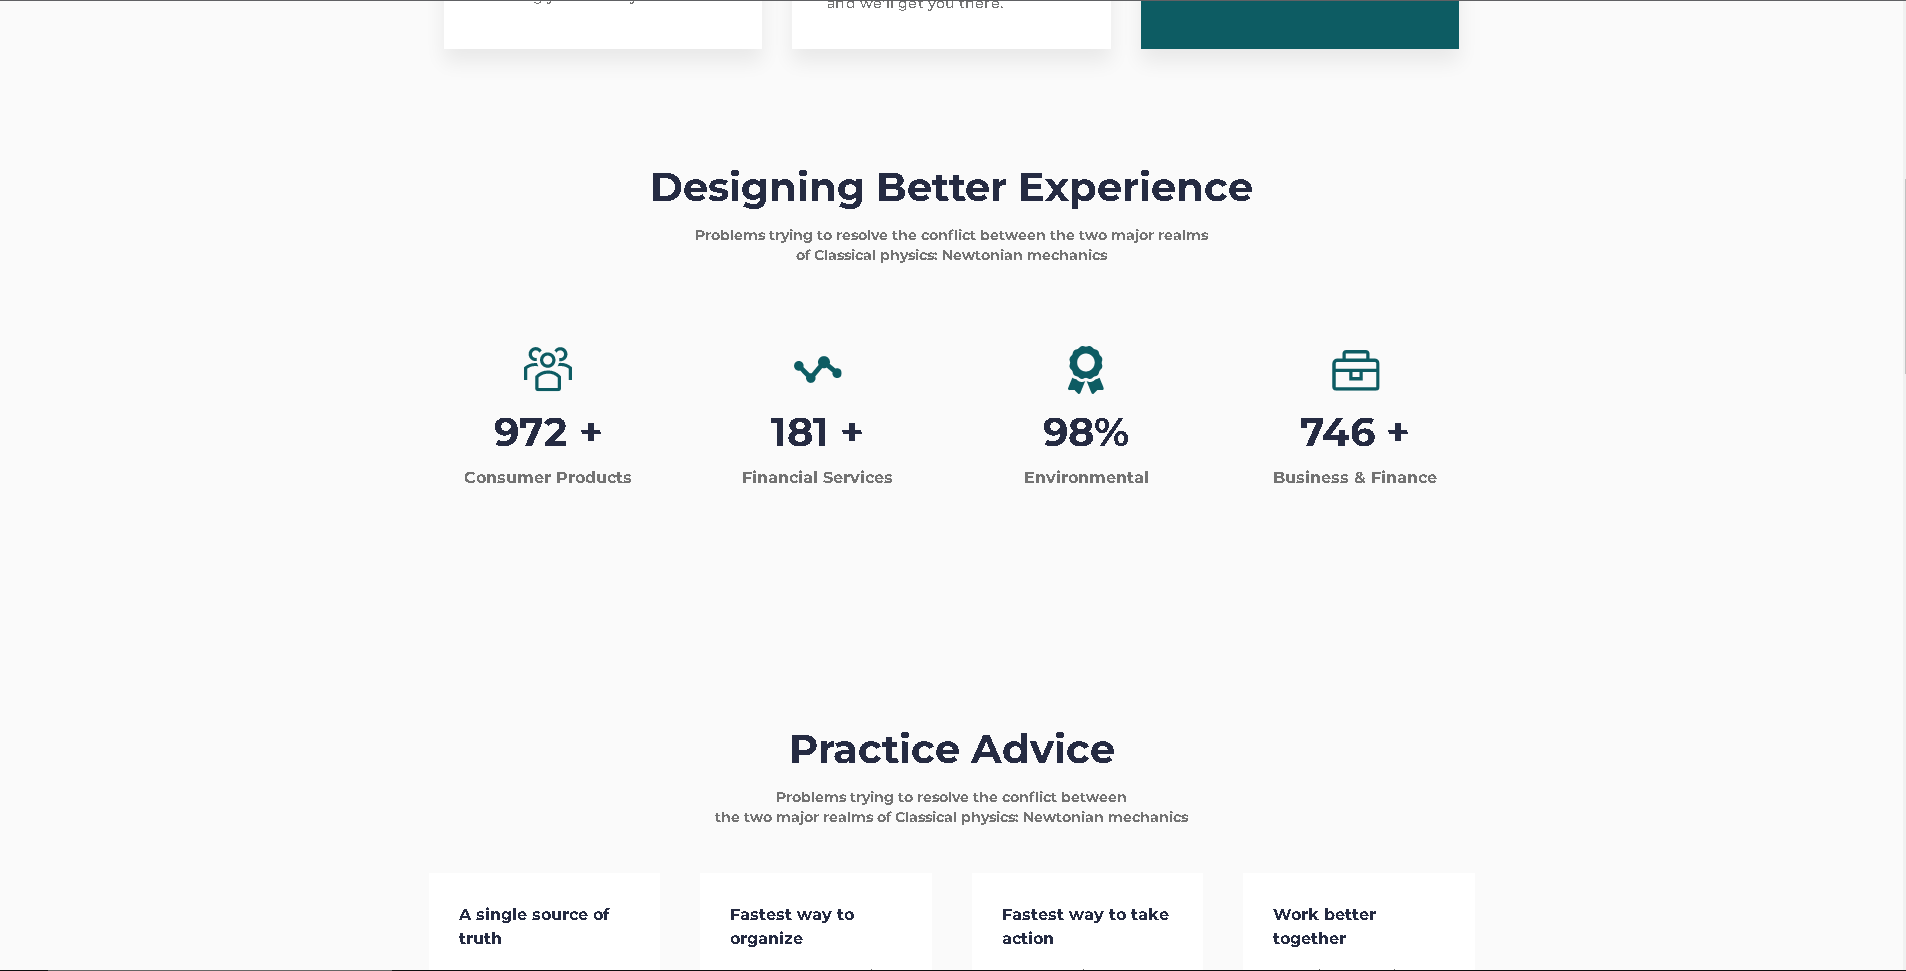 and we'll get you there.
Designing Better Experience
Problems trying to resolve the conflict between the two major realms
of Classical physics: Newtonian mechanics
972 +
181 +
98%
746 +
Consumer Products
Financial Services
Environmental
Business & Finance
Practice Advice
Problems trying to resolve the conflict between
the two major realms of Classical physics: Newtonian mechanics
A single source of
truth
Fastest way to
organize
Fastest way to take
action
Work better
together